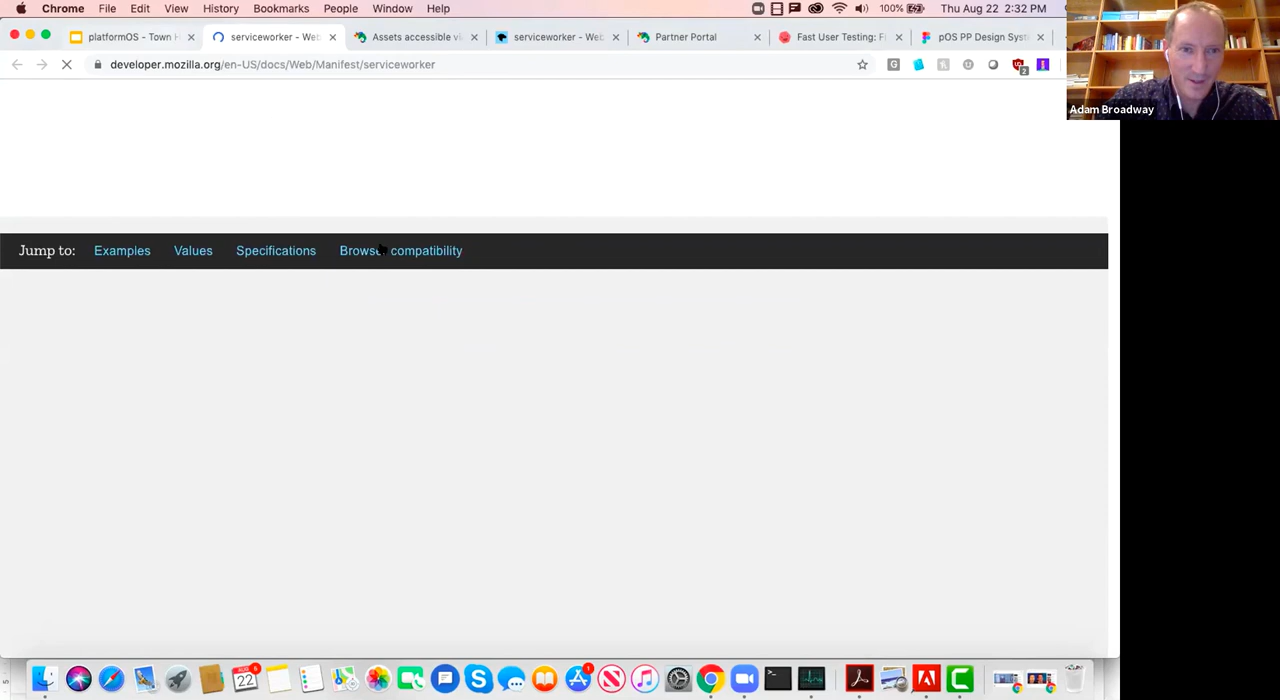 Chrome File Edit View History Bookmarks People Window Help 100% Thu Aug 22 2:32 PM
platformOS - Town H serviceworker - Web Assets accessible vi serviceworker - Web Partner Portal Fast User Testing: F pOS PP Design Syst
developer.mozilla.org/en-US/docs/Web/Manifest/serviceworker
Adam Broadway
Jump to: Examples Values Specifications Browser compatibility